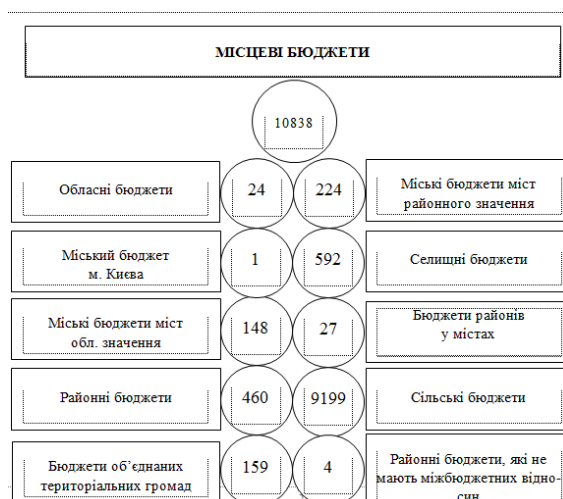 МІСЦЕВІ БЮДЖЕТИ
10838
Обласні бюджети
24
224
Міські бюджети міст
районного значення
Міський бюджет
м. Києва
1
592
Селищні бюджети
Міські бюджети міст
обл. значення
148
27
Бюджети районів
у містах
Районні бюджети
460
9199
Сільські бюджети
Бюджети об’єднаних
територіальних громад
159
4
Районні бюджети, які не
мають міжбюджетних відно-
син